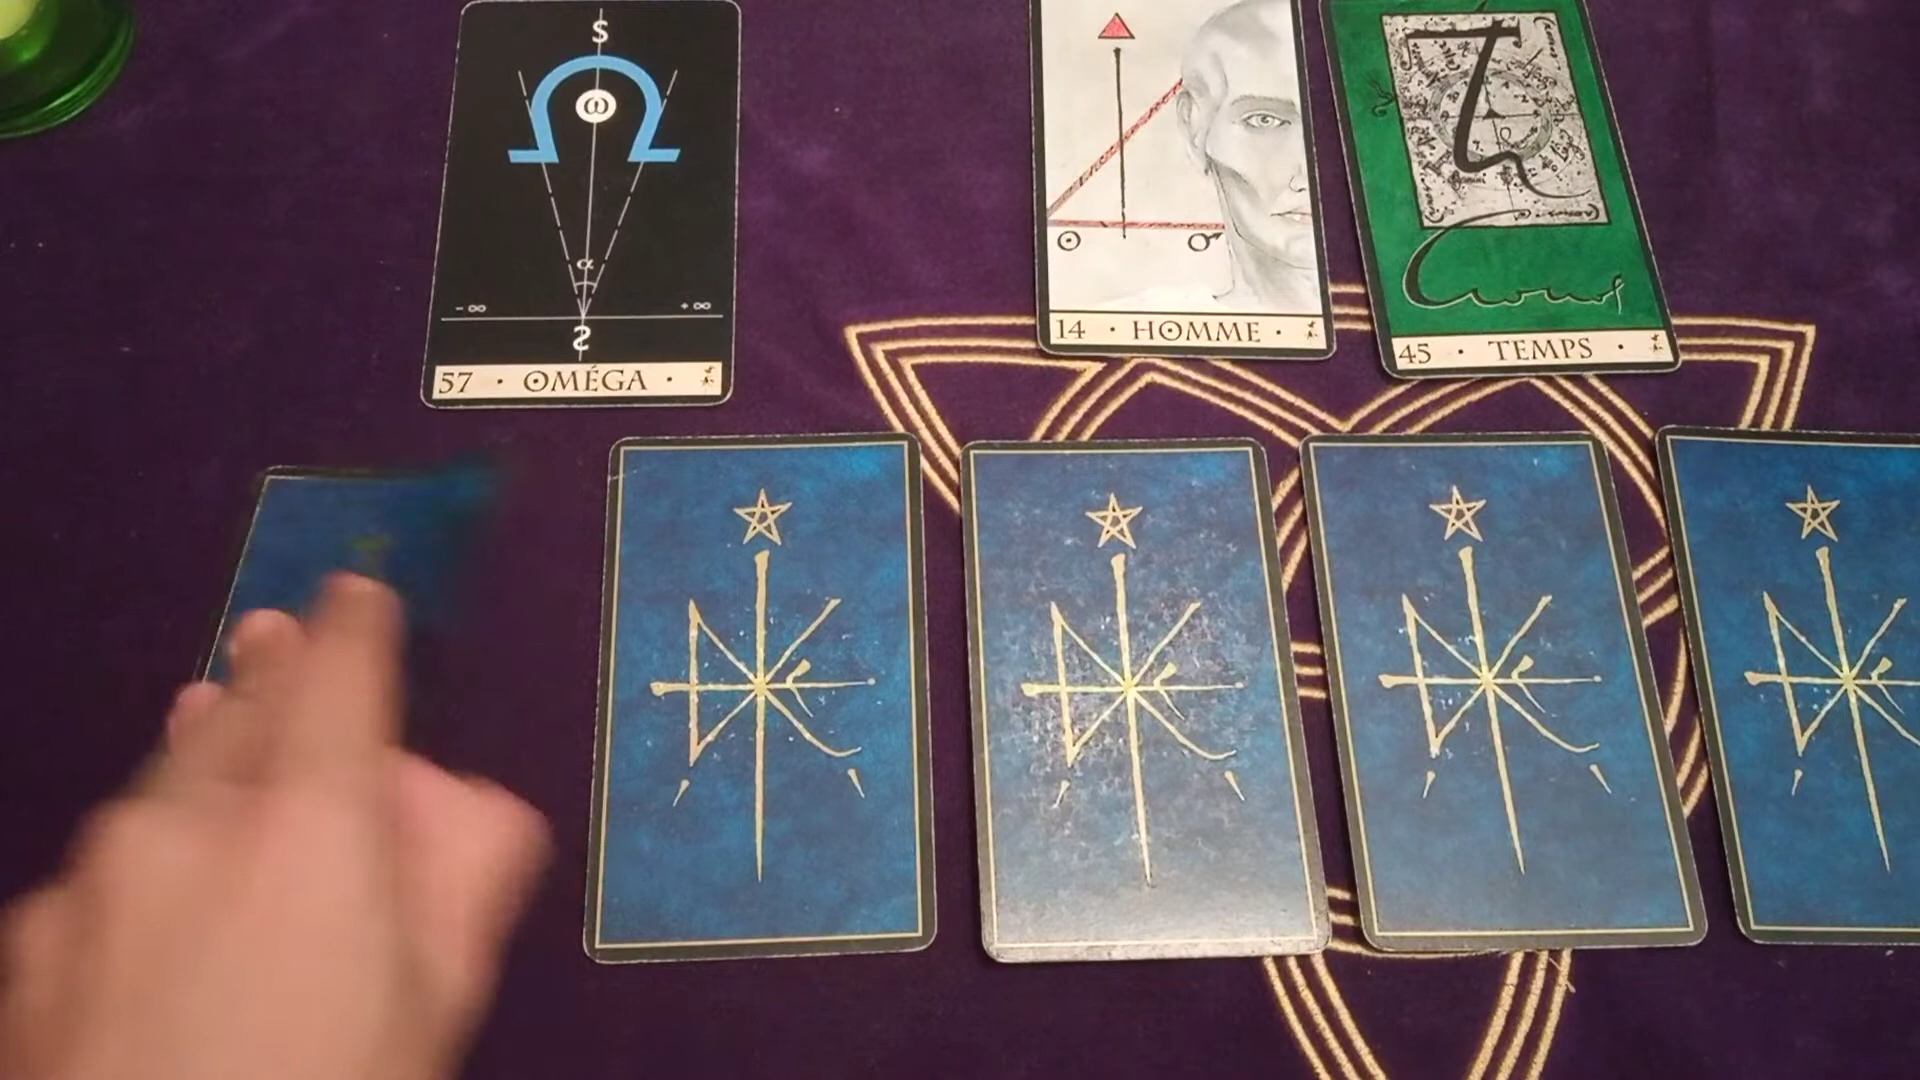 S
ω
α
- ∞ + ∞
S
57 · OMÉGA ·
14 · HOMME ·
45 · TEMPS ·